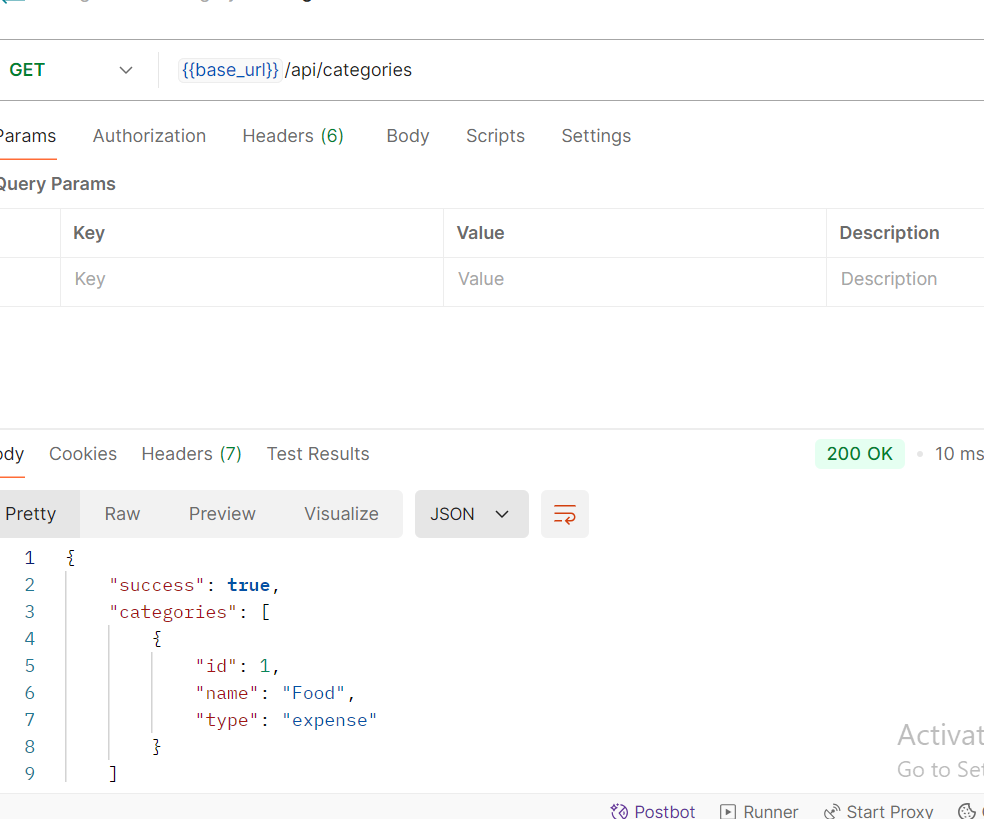 GET {{base_url}}/api/categories
Params Authorization Headers (6) Body Scripts Settings
Query Params
Key Value Description
Key Value Description
Cookies Headers (7) Test Results 200 OK • 10 ms
Pretty Raw Preview Visualize JSON
1 {
2 "success": true,
3 "categories": [
4 {
5 "id": 1,
6 "name": "Food",
7 "type": "expense"
8 }
9 ]
Go to
Postbot Runner Start Proxy